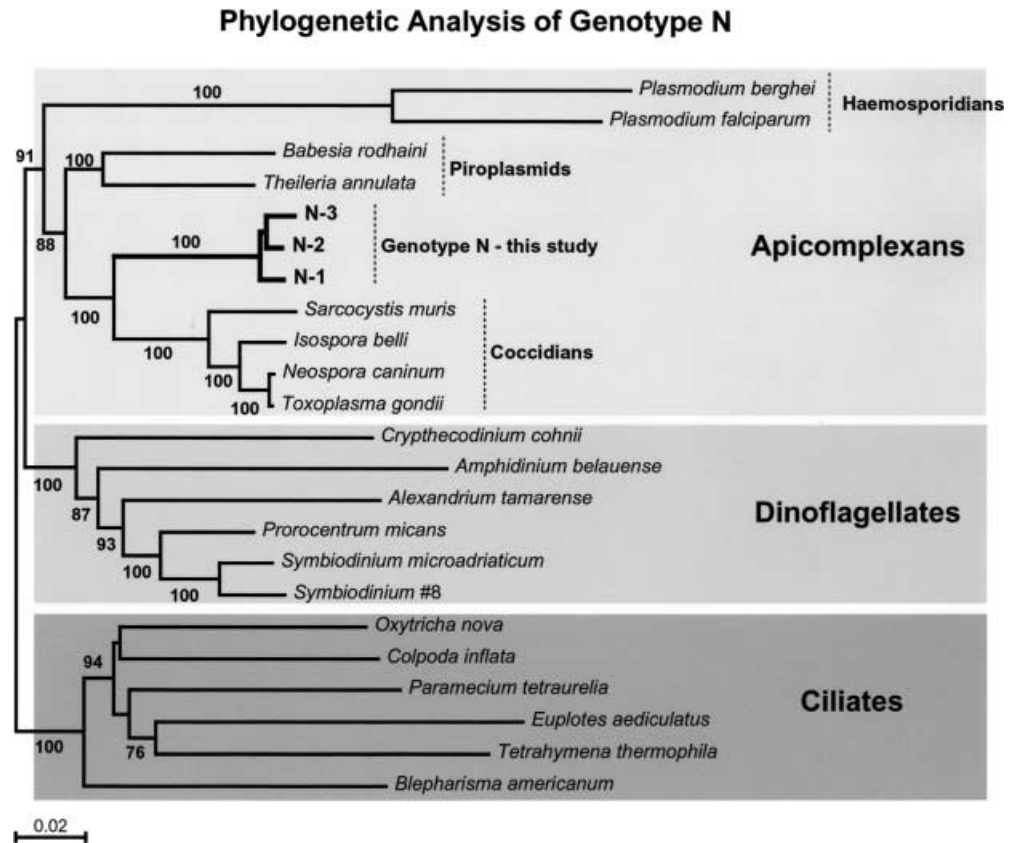 Phylogenetic Analysis of Genotype N
100
Plasmodium berghei
Haemosporidians
Plasmodium falciparum
91
100
Babesia rodhaini
Piroplasmids
Theileria annulata
88
100
N-3
N-2
Genotype N - this study
Apicomplexans
N-1
100
Sarcocystis muris
100
Isospora belli
Coccidians
100
Neospora caninum
100
Toxoplasma gondii
Crypthecodinium cohnii
100
Amphidinium belauense
87
Alexandrium tamarense
Dinoflagellates
93
Prorocentrum micans
100
Symbiodinium microadriaticum
100
Symbiodinium #8
Oxytricha nova
94
Colpoda inflata
Paramecium tetraurelia
Ciliates
Euplotes aediculatus
100
76
Tetrahymena thermophila
Blepharisma americanum
0.02